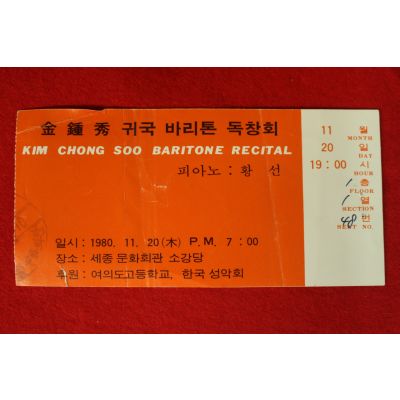 金 鍾 秀 귀국 바리톤 독창회
KIM CHONG SOO BARITONE RECITAL
피아노 : 황 선
일시 : 1980. 11. 20(木) P.M. 7 : 00
장소 : 세종 문화회관 소강당
후원 : 여의도고등학교, 한국 성악회
11 월
MONTH
20 일
DAY
19 : 00 시
HOUR
1 층
FLOOR
1 열
SECTION
48 번
SEET NO.